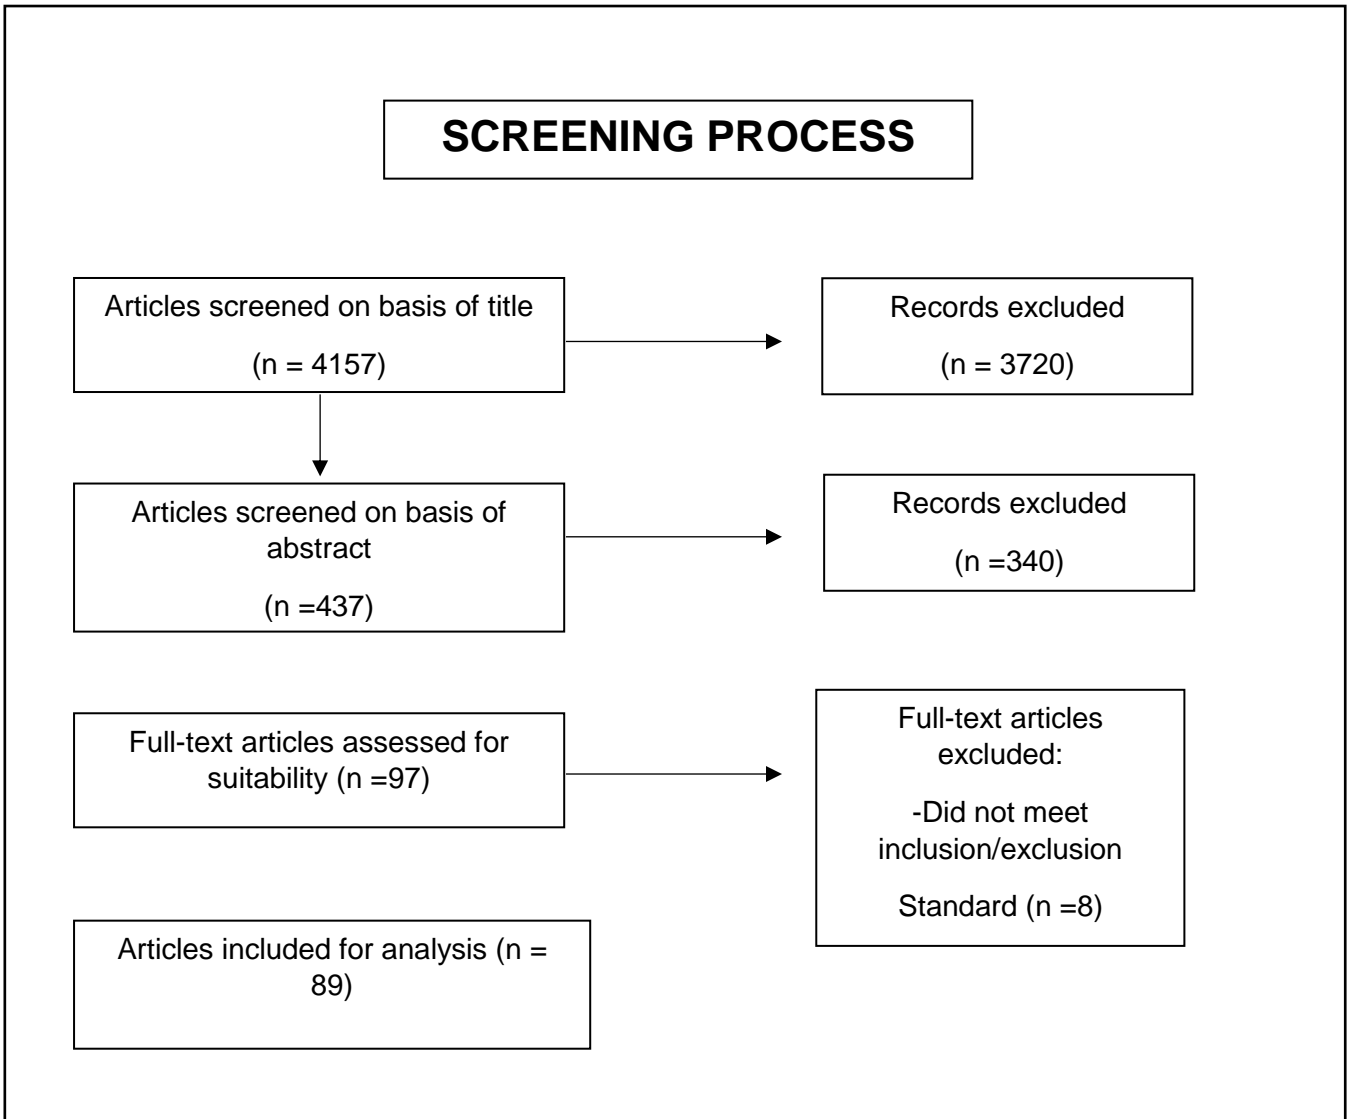 SCREENING PROCESS
Articles screened on basis of title
(n = 4157)
Records excluded
(n = 3720)
Articles screened on basis of
abstract
(n =437)
Records excluded
(n =340)
Full-text articles assessed for
suitability (n =97)
Full-text articles
excluded:
-Did not meet
inclusion/exclusion
Standard (n =8)
Articles included for analysis (n =
89)